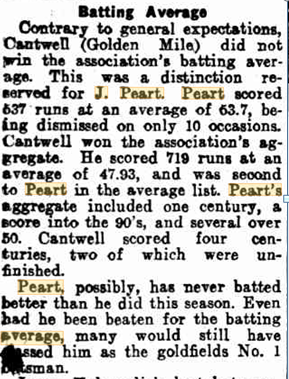 Batting Average
Contrary to general expectations,
Cantwell (Golden Mile) did not
win the association's batting aver-
age. This was a distinction re-
served for J. Peart. Peart scored
637 runs at an average of 63.7, be-
ing dismissed on only 10 occasions.
Cantwell won the association's ag-
gregate. He scored 719 runs at an
average of 47.93, and was second
to Peart in the average list. Peart's
aggregate included one century, a
score into the 90's, and several over
50. Cantwell scored four cen-
turies, two of which were un-
finished.
Peart, possibly, has never batted
better than he did this season. Even
had he been beaten for the batting
average, many would still have
assed him as the goldfields No. 1
tsman.